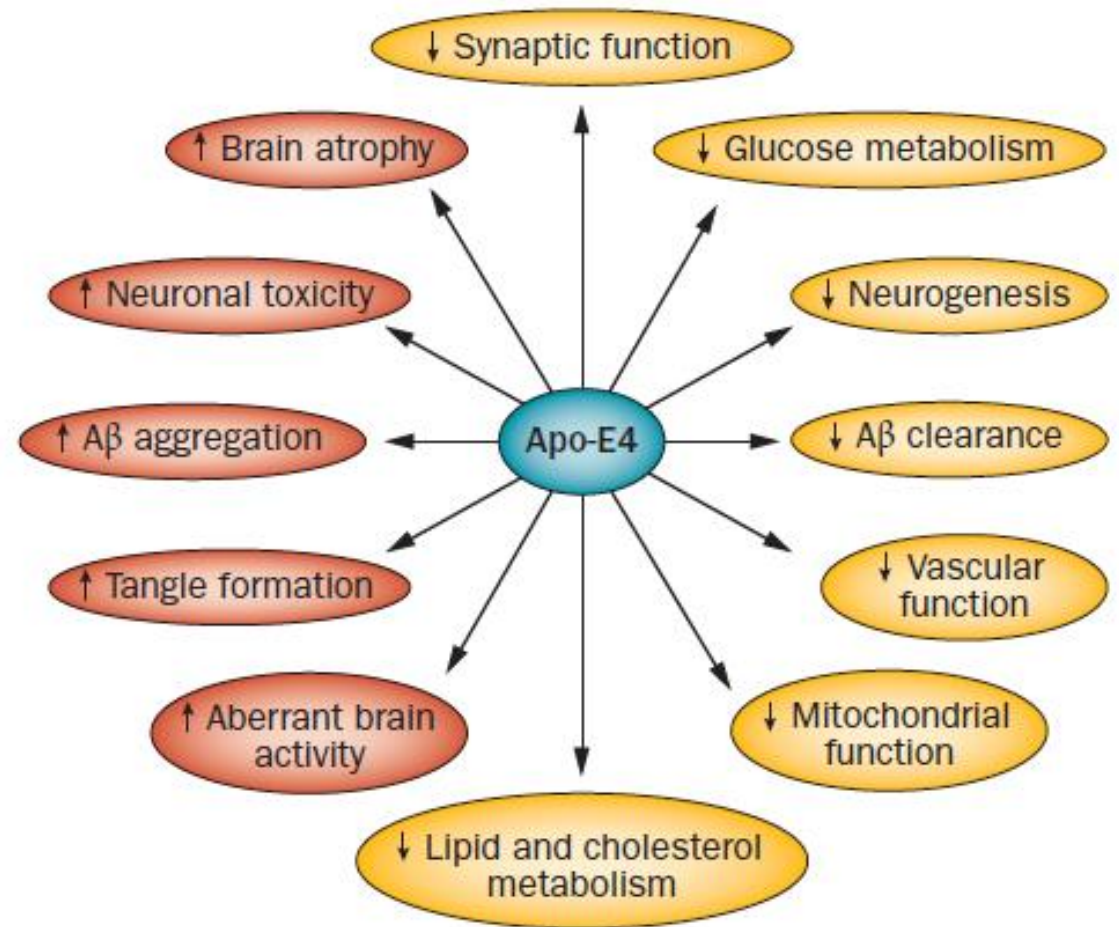 ↓ Synaptic function
↑ Brain atrophy
↓ Glucose metabolism
↑ Neuronal toxicity
↓ Neurogenesis
↑ Aβ aggregation
Apo-E4
↓ Aβ clearance
↑ Tangle formation
↓ Vascular
function
↑ Aberrant brain
activity
↓ Mitochondrial
function
↓ Lipid and cholesterol
metabolism